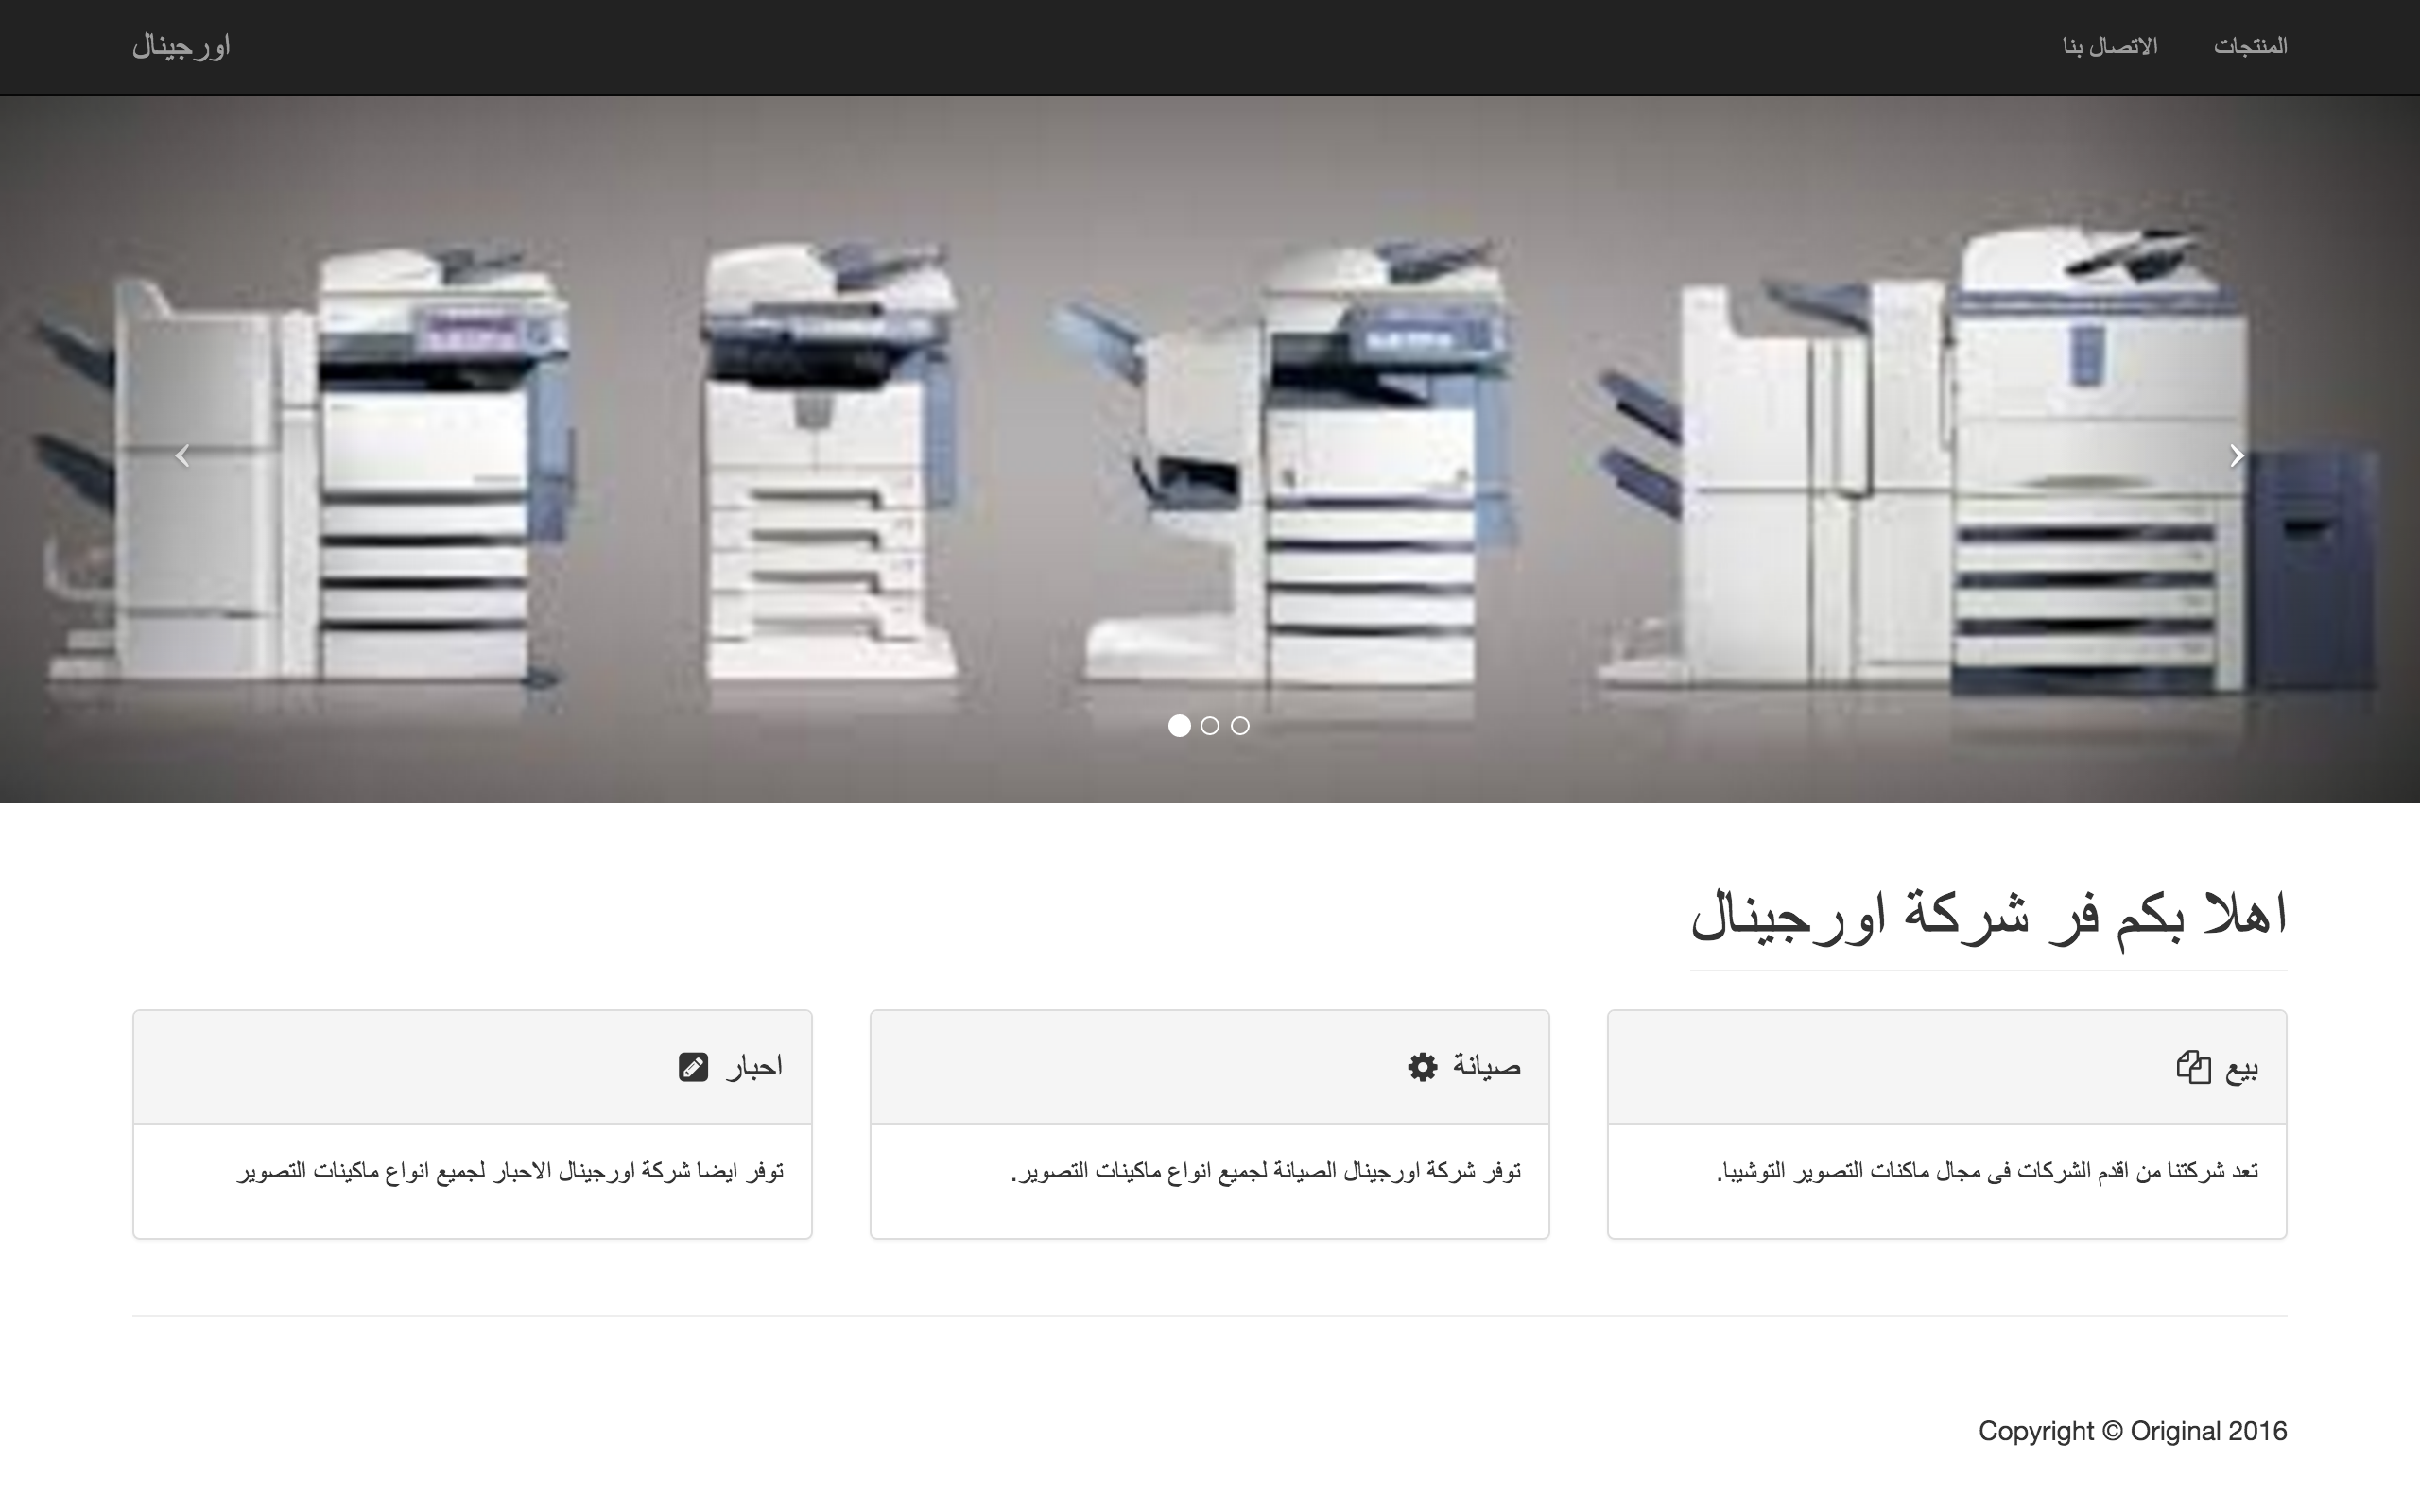 المنتجات
الاتصال بنا
اورجينال
اهلا بكم فر شركة اورجينال
بيع
تعد شركتنا من اقدم الشركات فى مجال ماكنات التصوير التوشيبا.
صيانة
توفر شركة اورجينال الصيانة لجميع انواع ماكينات التصوير.
احبار
توفر ايضا شركة اورجينال الاحبار لجميع انواع ماكينات التصوير
Copyright © Original 2016